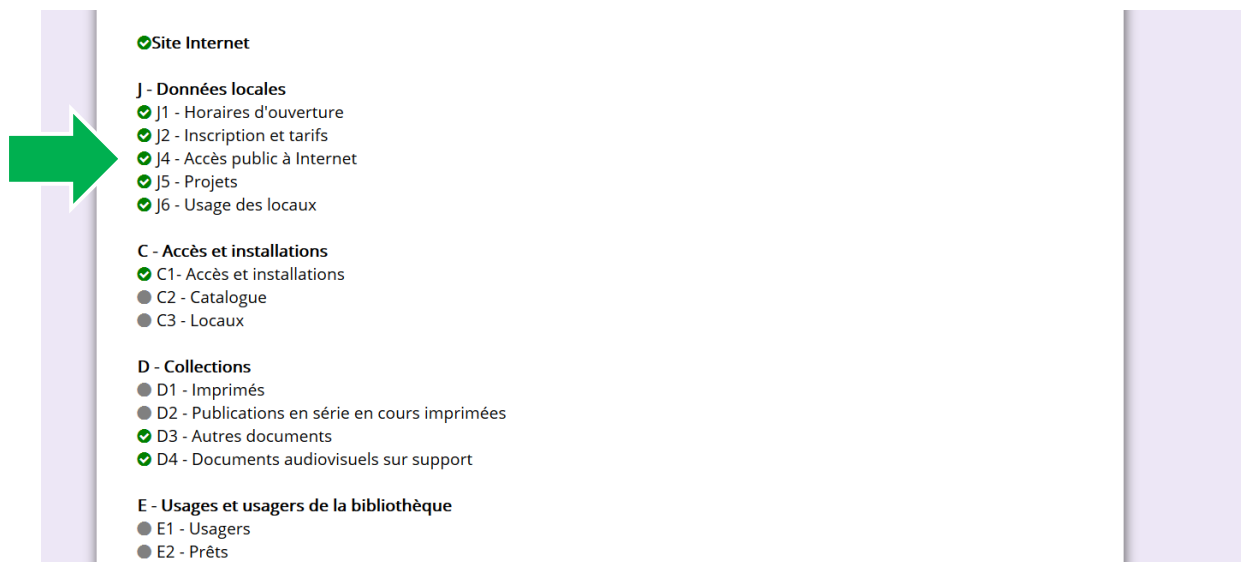 Site Internet
J - Données locales
J1 - Horaires d'ouverture
J2 - Inscription et tarifs
J4 - Accès public à Internet
J5 - Projets
J6 - Usage des locaux
C - Accès et installations
C1- Accès et installations
C2 - Catalogue
C3 - Locaux
D - Collections
D1 - Imprimés
D2 - Publications en série en cours imprimées
D3 - Autres documents
D4 - Documents audiovisuels sur support
E - Usages et usagers de la bibliothèque
E1 - Usagers
E2 - Prêts